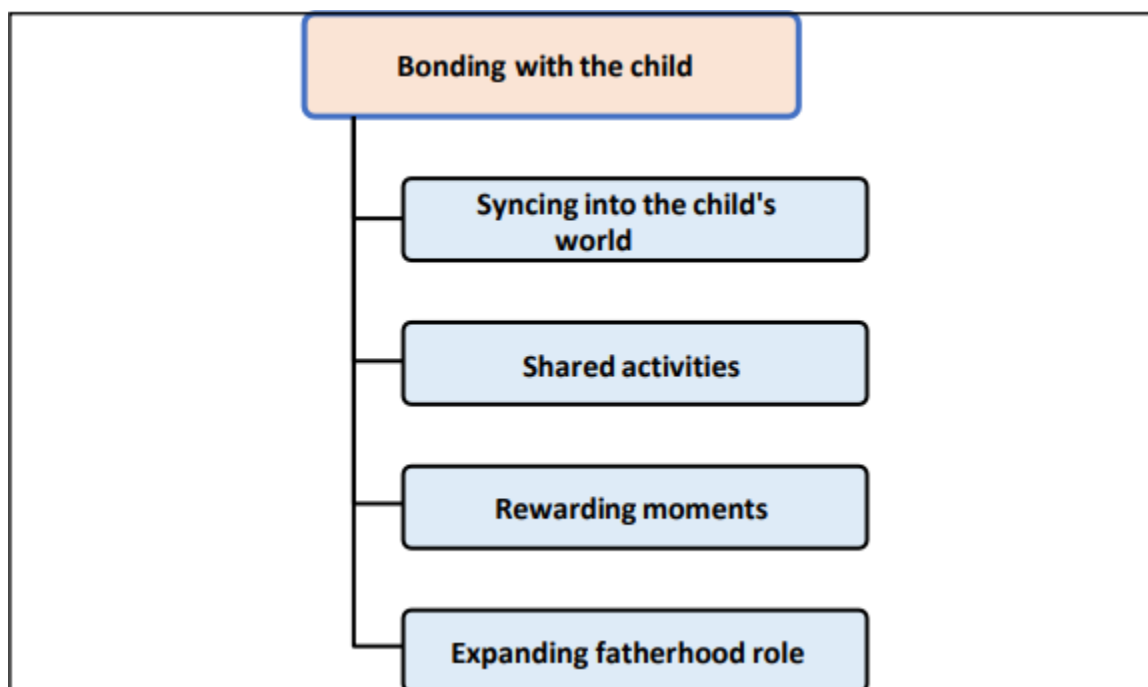 Bonding with the child
Syncing into the child's
world
Shared activities
Rewarding moments
Expanding fatherhood role